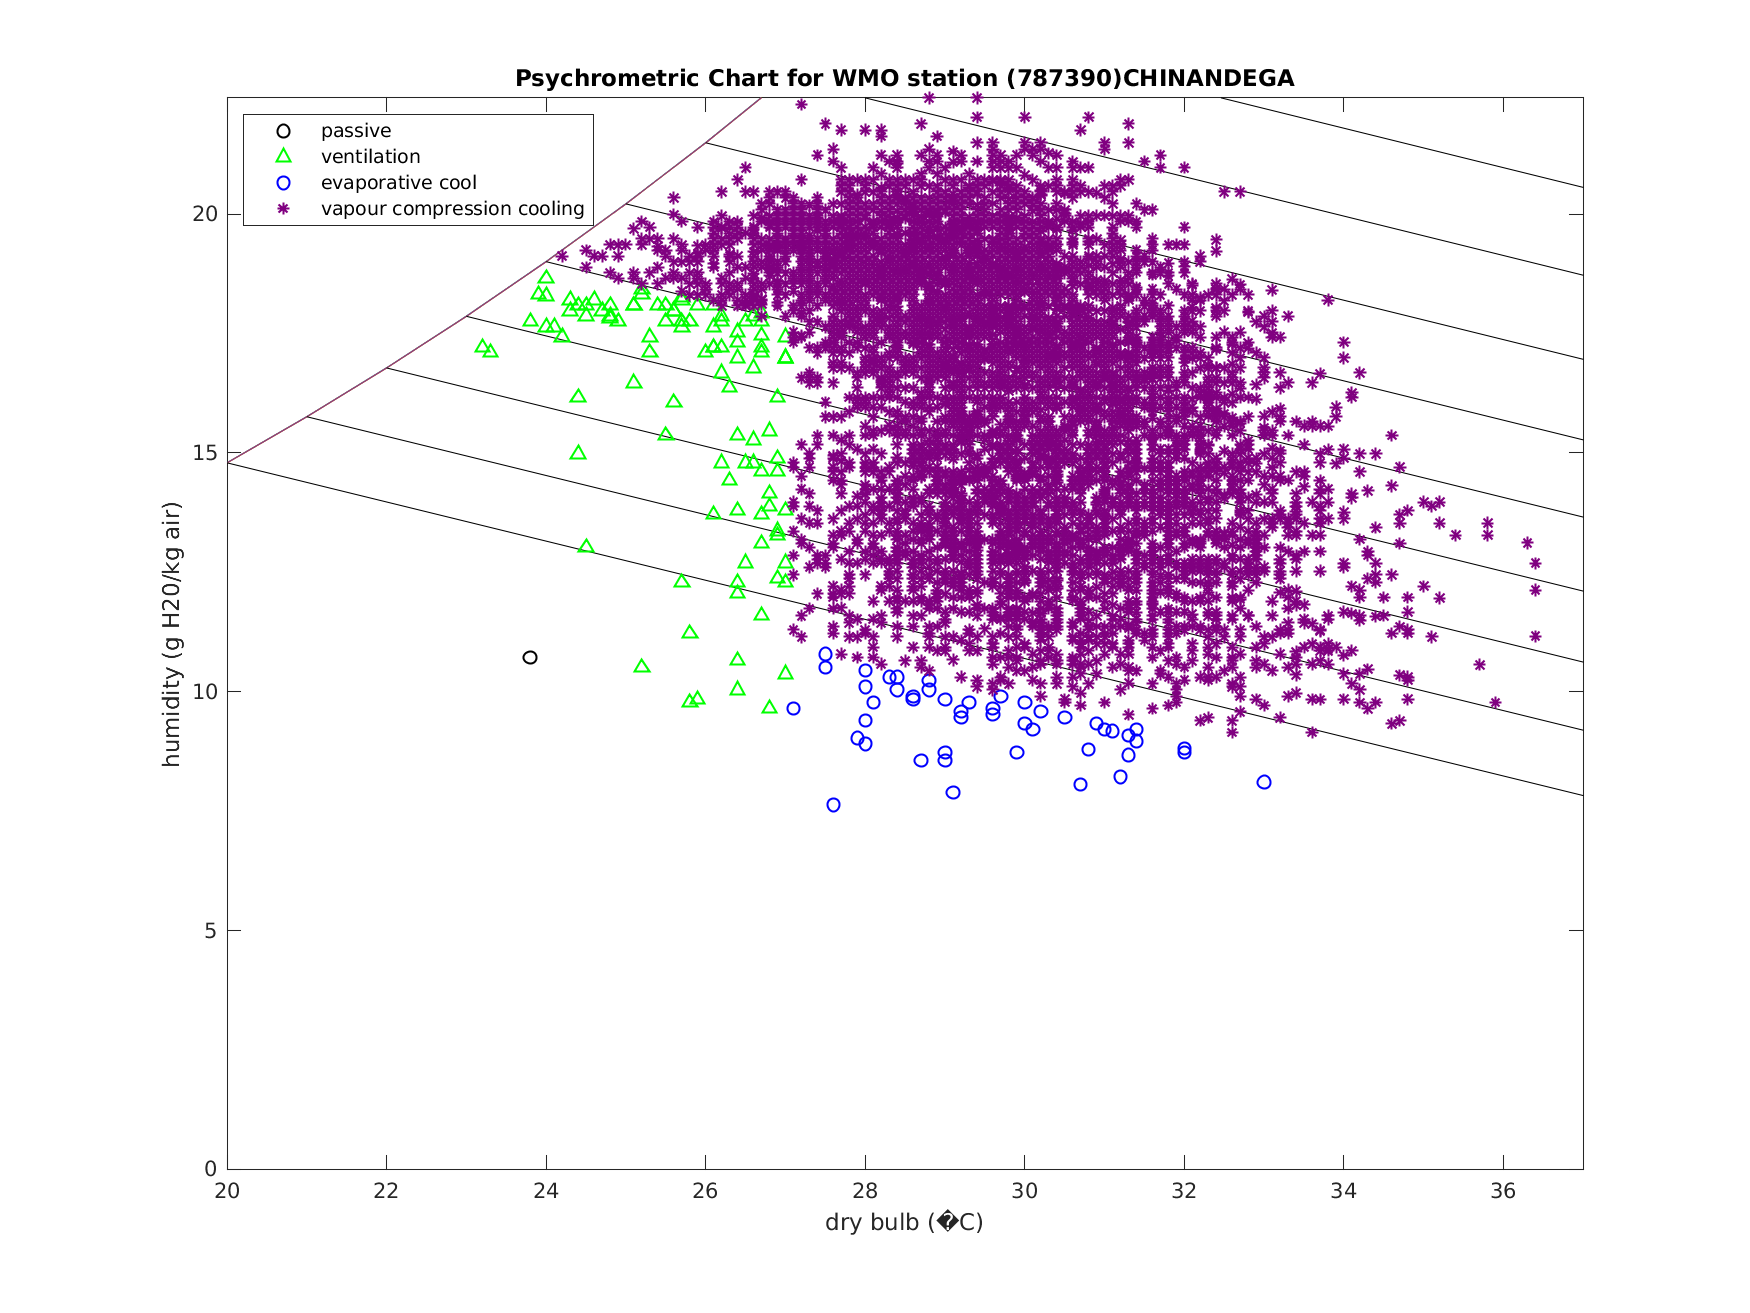 Psychrometric Chart for WMO station (787390)CHINANDEGA
passive
ventilation
evaporative cool
vapour compression cooling
humidity (g H20/kg air)
20
15
10
5
0
20 22 24 26 28 30 32 34 36
dry bulb (�C)